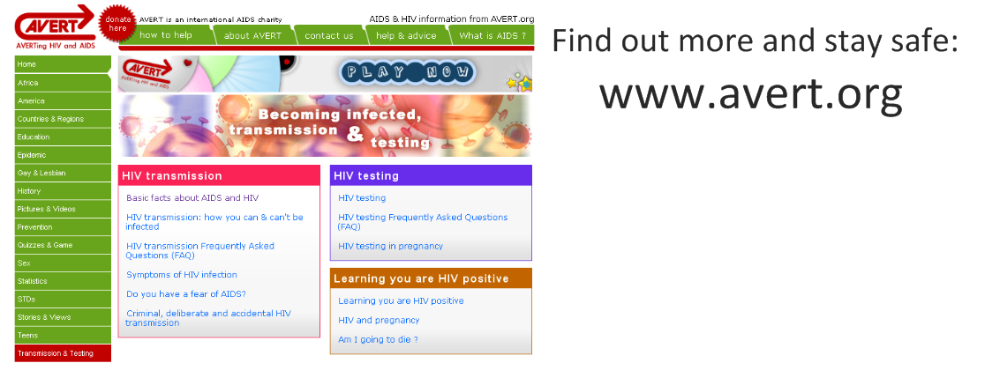 AVERT
AVERTing HIV and AIDS
donate
here
AVERT is an international AIDS charity
AIDS & HIV information from AVERT.org
how to help
about AVERT
contact us
help & advice
What is AIDS ?
Home
Africa
America
Countries & Regions
Education
Epidemic
Gay & Lesbian
History
Pictures & Videos
Prevention
Quizzes & Game
Sex
Statistics
STDs
Stories & Views
Teens
Transmission & Testing
AVERT
AVERTing HIV and AIDS
PLAY NOW
Becoming infected,
transmission & testing
HIV transmission
Basic facts about AIDS and HIV
HIV transmission: how you can & can't be
infected
HIV transmission Frequently Asked
Questions (FAQ)
Symptoms of HIV infection
Do you have a fear of AIDS?
Criminal, deliberate and accidental HIV
transmission
HIV testing
HIV testing
HIV testing Frequently Asked Questions
(FAQ)
HIV testing in pregnancy
Learning you are HIV positive
Learning you are HIV positive
HIV and pregnancy
Am I going to die ?
Find out more and stay safe:
www.avert.org